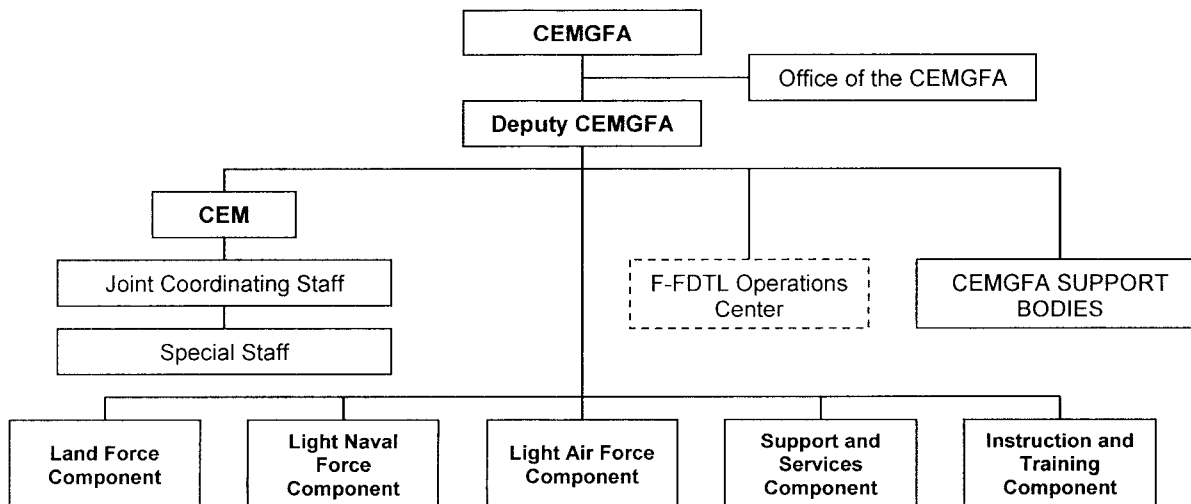 CEMGFA
Office of the CEMGFA
Deputy CEMGFA
CEM
Joint Coordinating Staff
F-FDTL Operations
Center
CEMGFA SUPPORT
BODIES
Special Staff
Land Force
Component
Light Naval
Force
Component
Light Air Force
Component
Support and
Services
Component
Instruction and
Training
Component